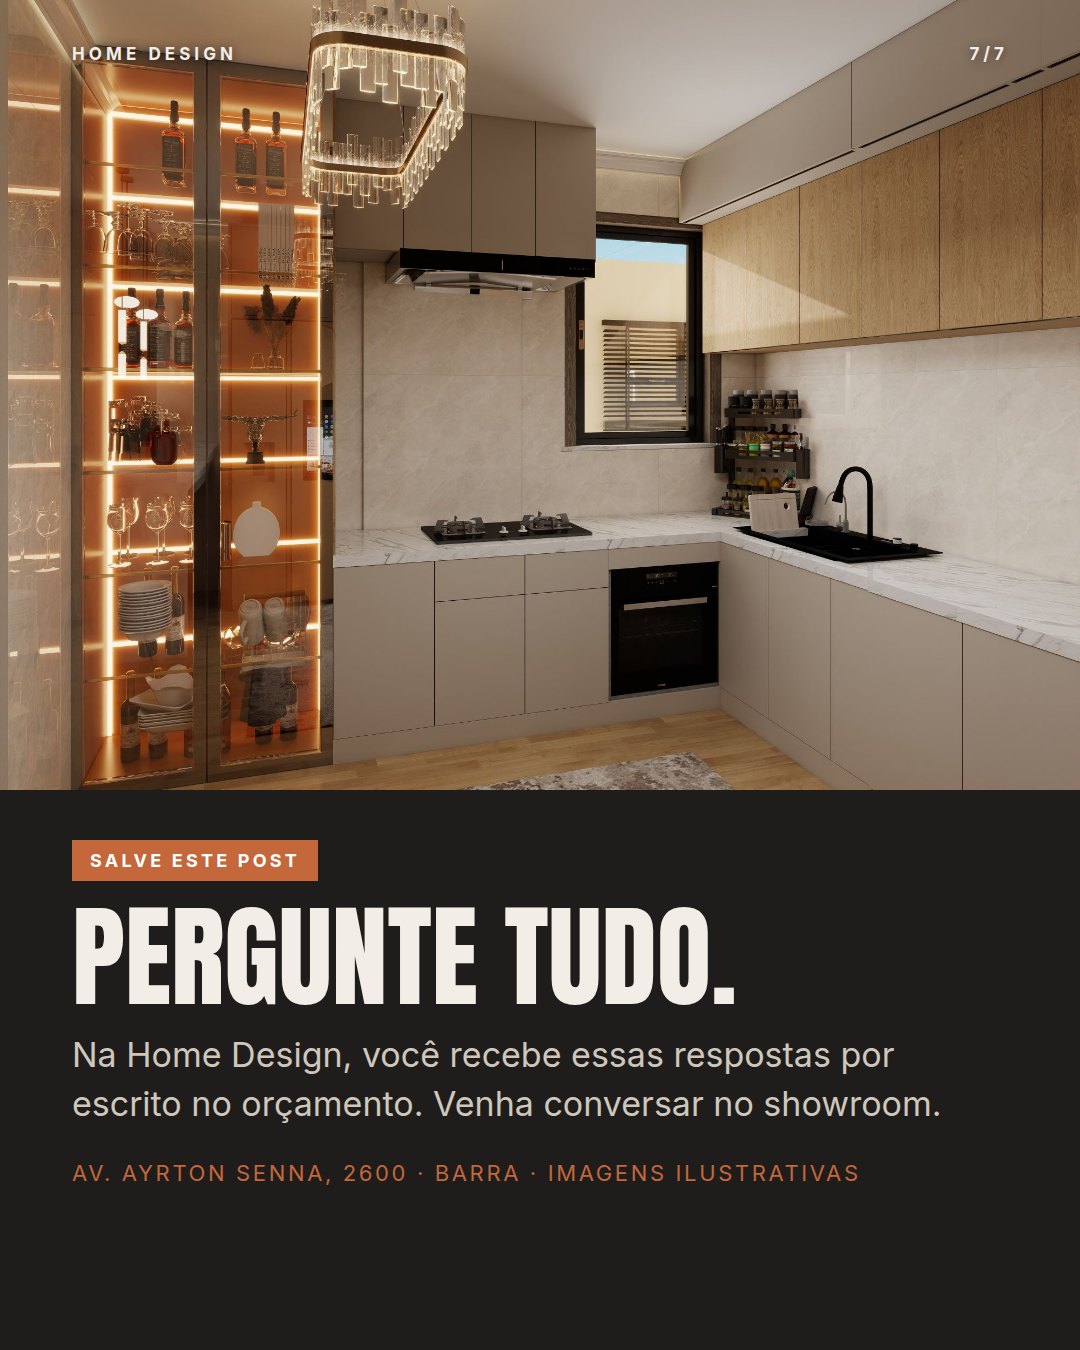 HOME DESIGN
7/7
SALVE ESTE POST
PERGUNTE TUDO.
Na Home Design, você recebe essas respostas por
escrito no orçamento. Venha conversar no showroom.
AV. AYRTON SENNA, 2600 · BARRA · IMAGENS ILUSTRATIVAS